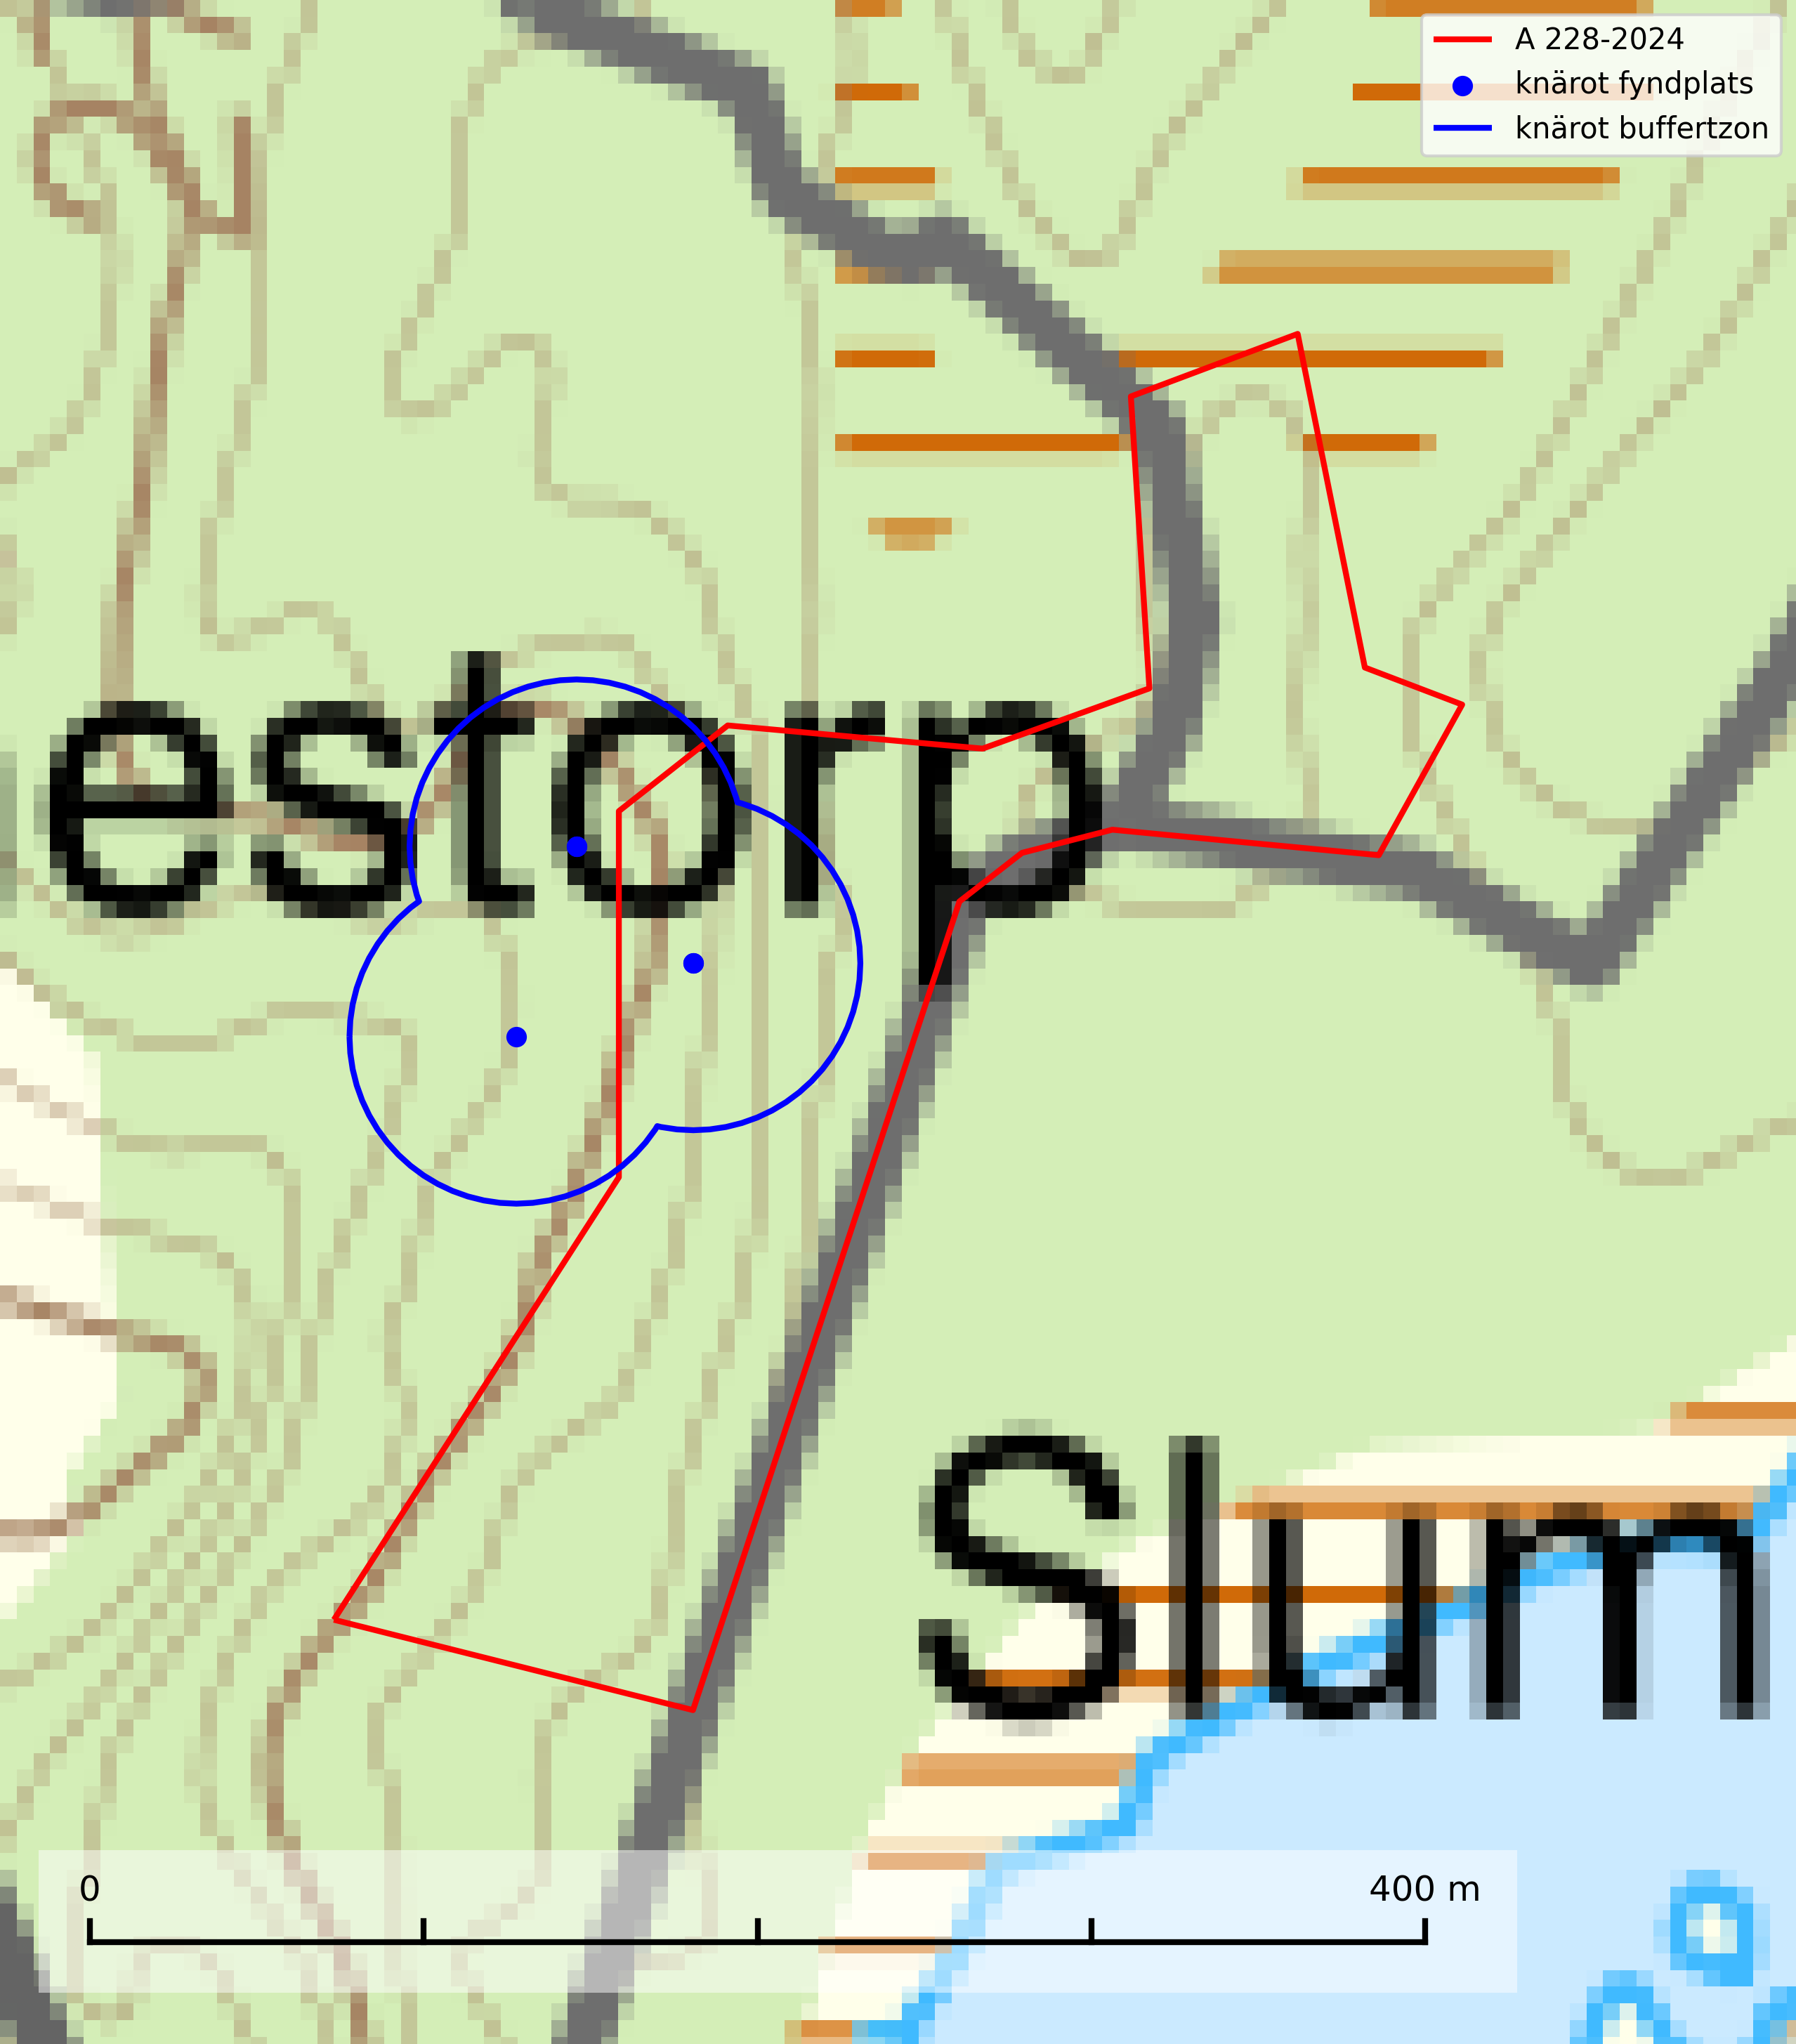 A 228-2024
knärot fyndplats
knärot buffertzon
estorp
Slum
0
400 m